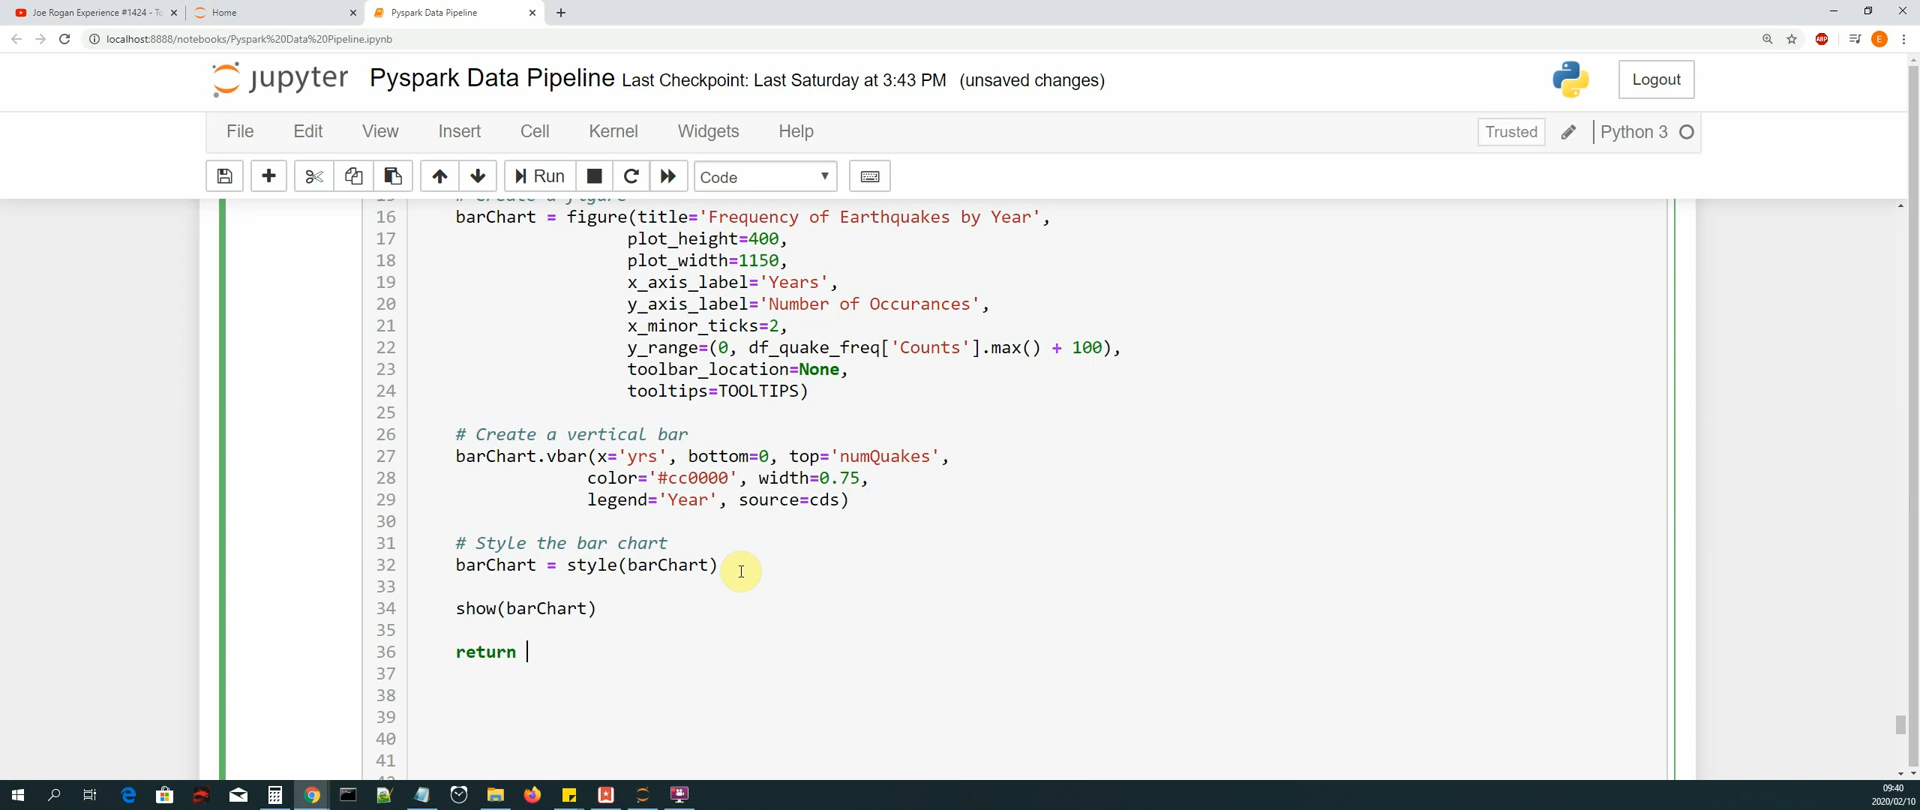 Joe Rogan Experience #1424 - To
Home
Pyspark Data Pipeline
localhost:8888/notebooks/Pyspark%20Data%20Pipeline.ipynb
ABP
E
jupyter Pyspark Data Pipeline Last Checkpoint: Last Saturday at 3:43 PM (unsaved changes)
Logout
File Edit View Insert Cell Kernel Widgets Help
Trusted Python 3
Run Code
15 # Create a figure
16 barChart = figure(title='Frequency of Earthquakes by Year',
17 plot_height=400,
18 plot_width=1150,
19 x_axis_label='Years',
20 y_axis_label='Number of Occurances',
21 x_minor_ticks=2,
22 y_range=(0, df_quake_freq['Counts'].max() + 100),
23 toolbar_location=None,
24 tooltips=TOOLTIPS)
25
26 # Create a vertical bar
27 barChart.vbar(x='yrs', bottom=0, top='numQuakes',
28 color='#cc0000', width=0.75,
29 legend='Year', source=cds)
30
31 # Style the bar chart
32 barChart = style(barChart)
33
34 show(barChart)
35
36 return
37
38
39
40
41
09:40
2020/02/10